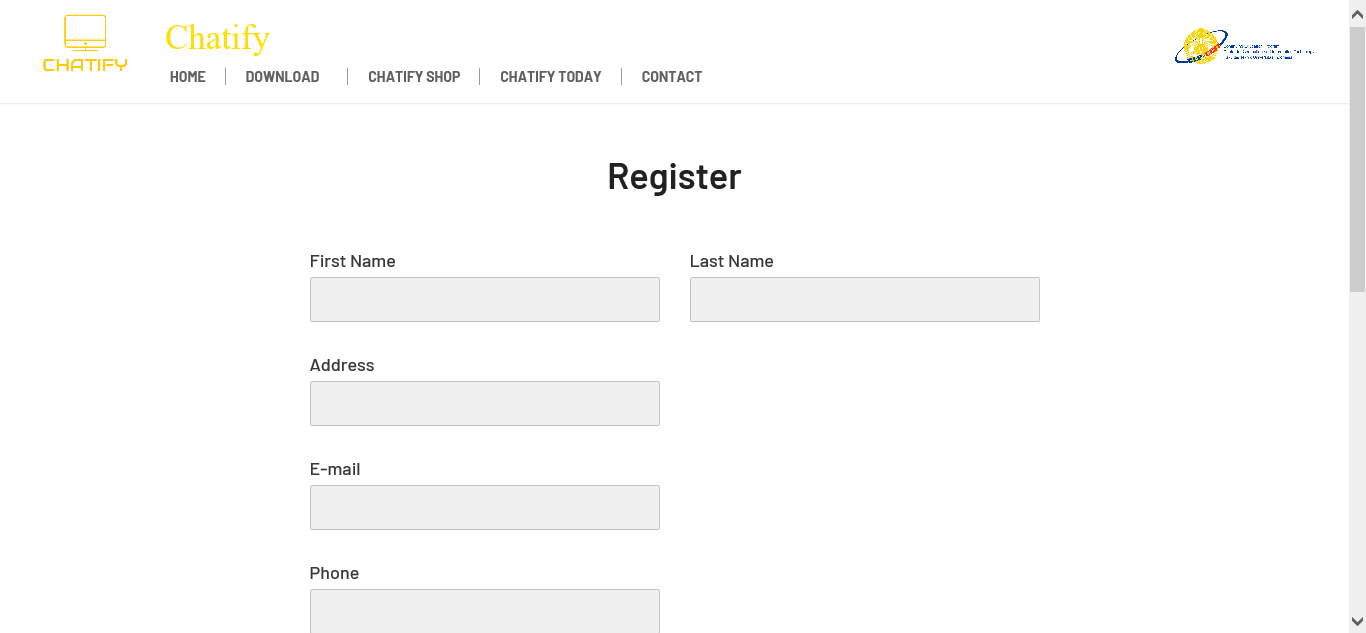 CHATIFY
Chatify
HOME
DOWNLOAD
CHATIFY SHOP
CHATIFY TODAY
CONTACT
Register
First Name
Last Name
Address
E-mail
Phone